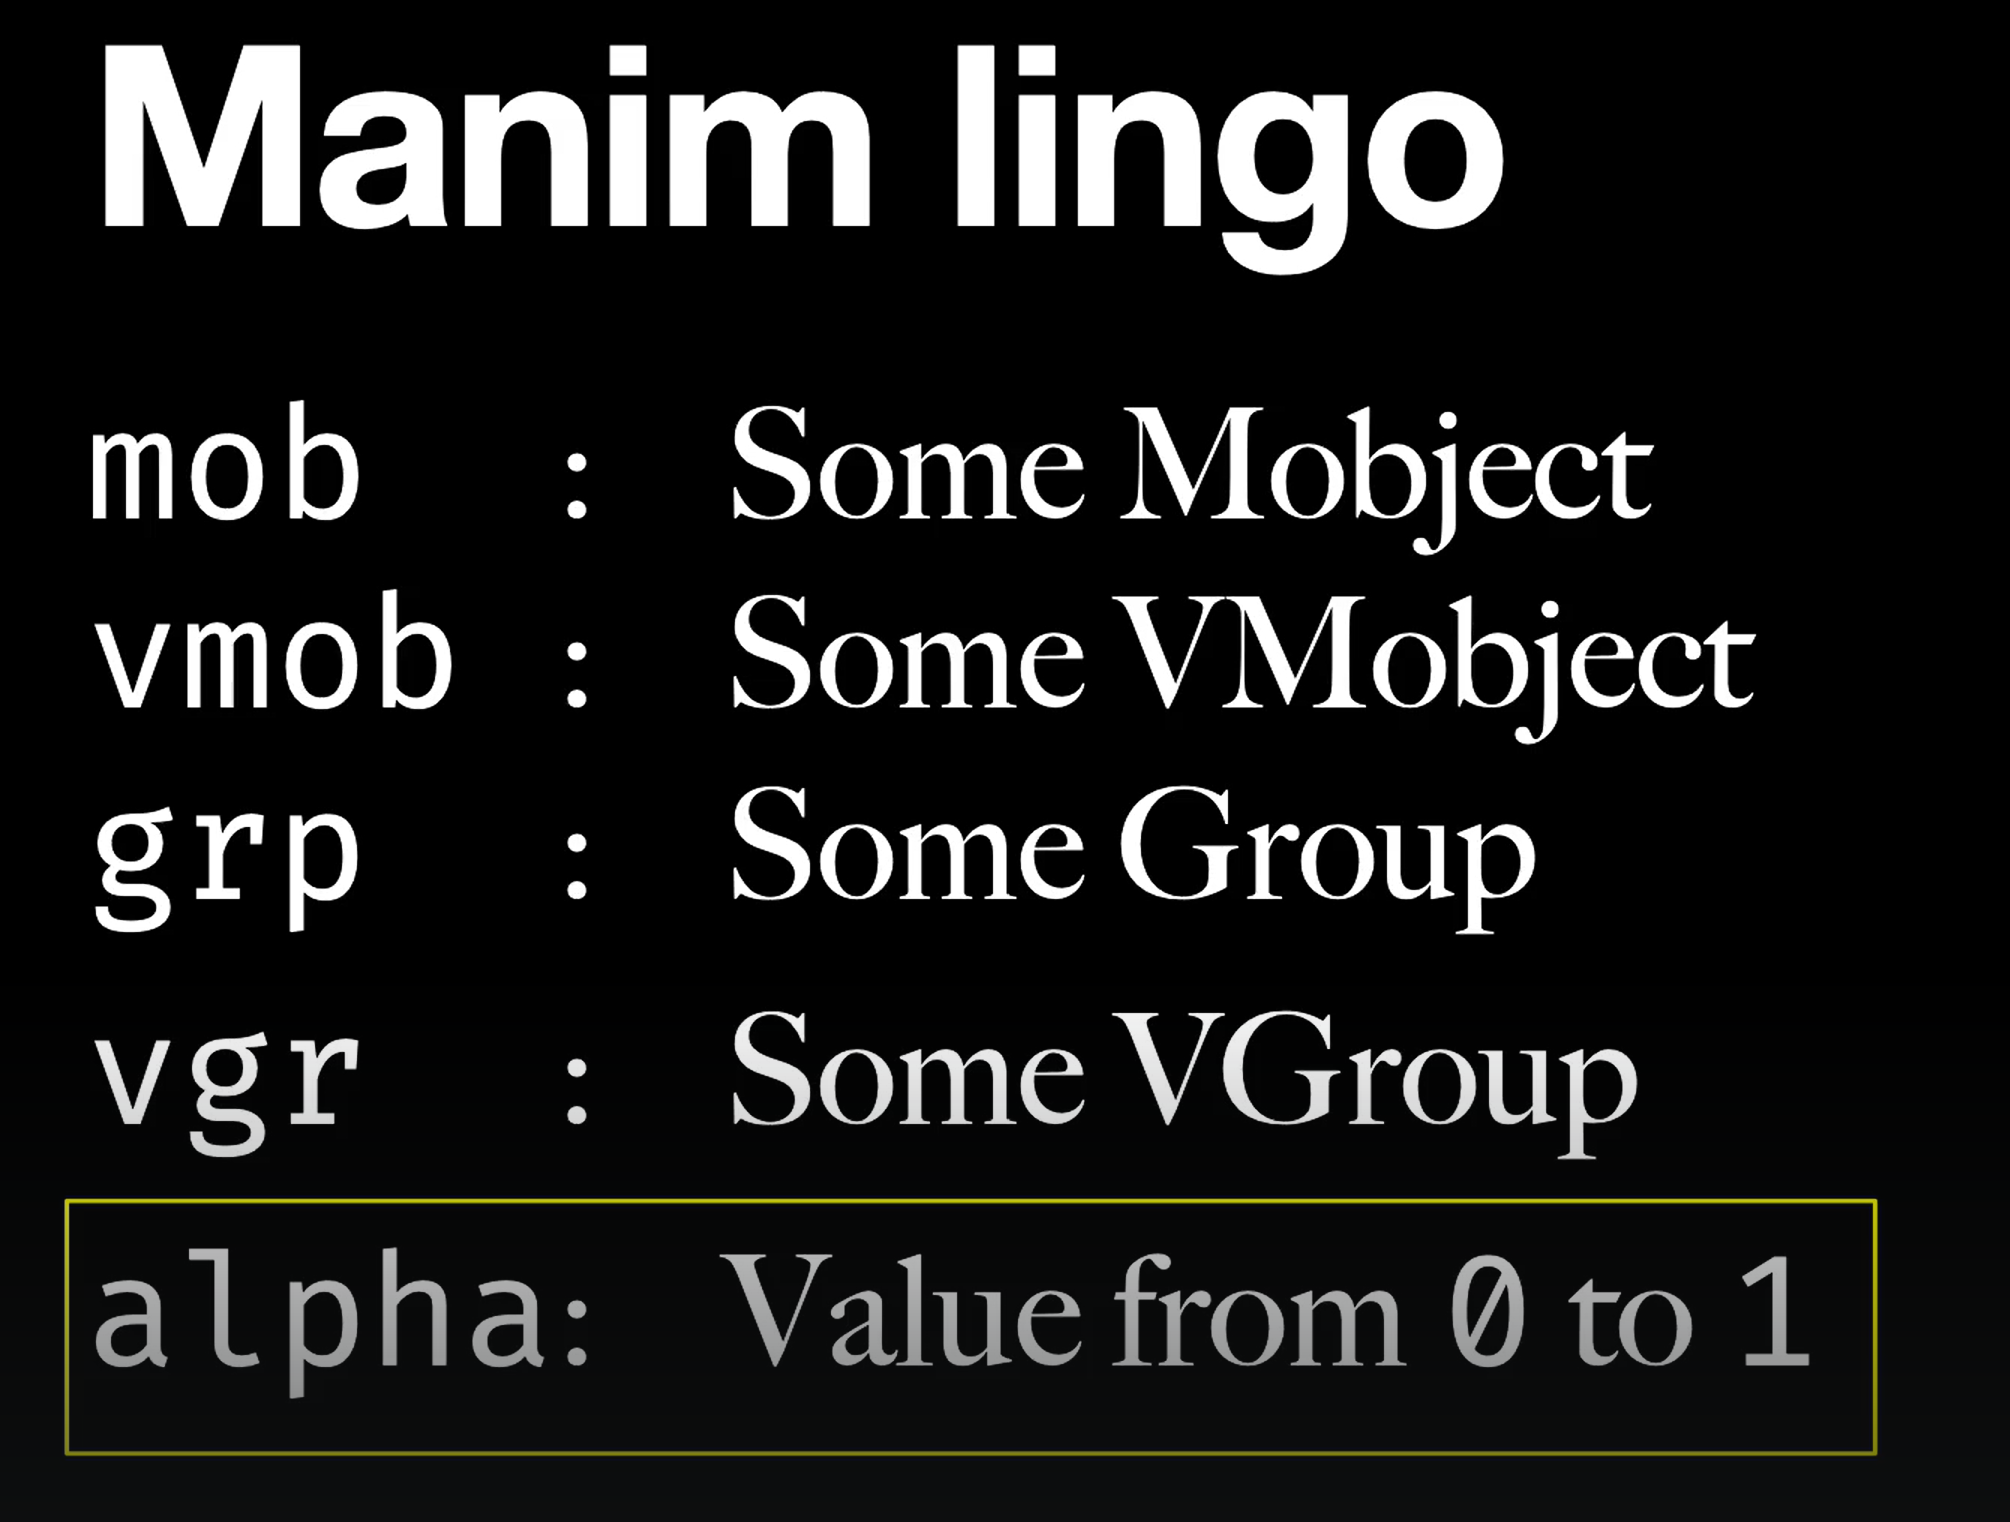 Manim lingo
mob : Some Mobject
vmob : Some VMobject
grp : Some Group
vgr : Some VGroup
alpha: Value from 0 to 1